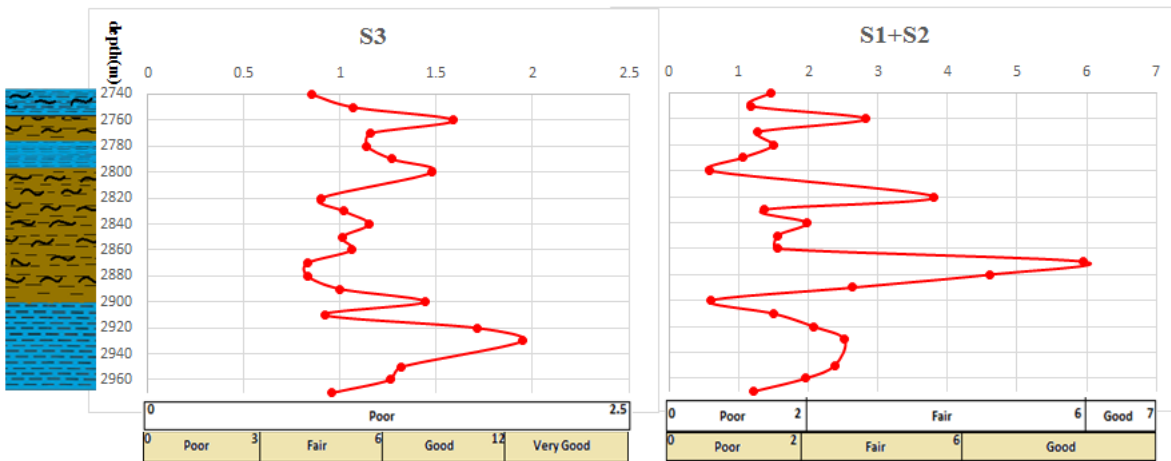 S3
S1+S2
depth(m)
0 0.5 1 1.5 2 2.5
0 1 2 3 4 5 6 7
2740
2760
2780
2800
2820
2840
2860
2880
2900
2920
2940
2960
0 Poor 2.5
0 Poor 2 Fair 6 Good 7
0 Poor 3 Fair 6 Good 12 Very Good
0 Poor 2 Fair 6 Good